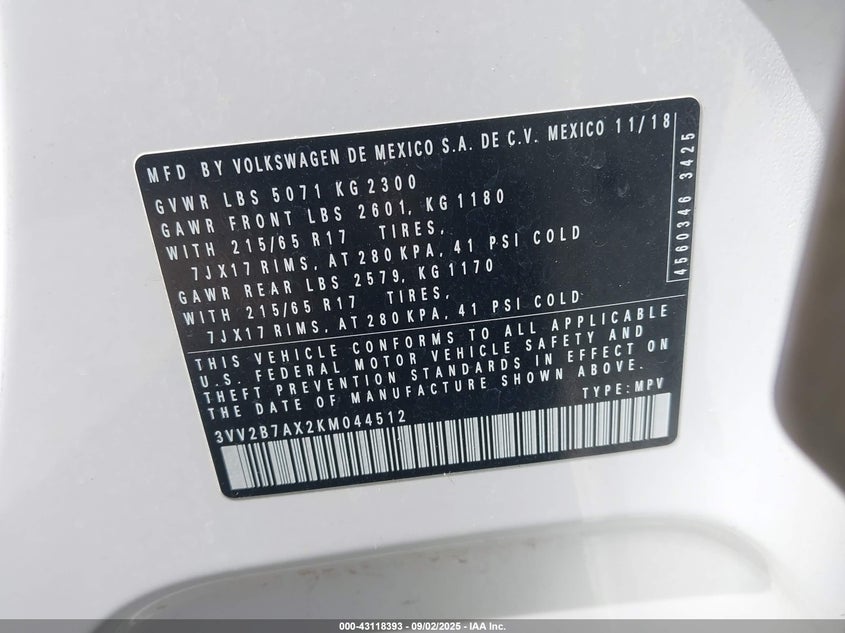 MFD BY VOLKSWAGEN DE MEXICO S.A. DE C.V. MEXICO 11/18
GVWR LBS 5071 KG 2300
GAWR FRONT LBS 2601, KG 1180
WITH 215/65 R17 TIRES,
7JX17 RIMS, AT 280 KPA, 41 PSI COLD
GAWR REAR LBS 2579, KG 1170
WITH 215/65 R17 TIRES,
7JX17 RIMS, AT 280 KPA, 41 PSI COLD
4560346 3425
THIS VEHICLE CONFORMS TO ALL APPLICABLE
U.S. FEDERAL MOTOR VEHICLE SAFETY AND
THEFT PREVENTION STANDARDS IN EFFECT ON
THE DATE OF MANUFACTURE SHOWN ABOVE.
TYPE: MPV
3VV2B7AX2KM044512
000-43118393 - 09/02/2025 - IAA Inc.